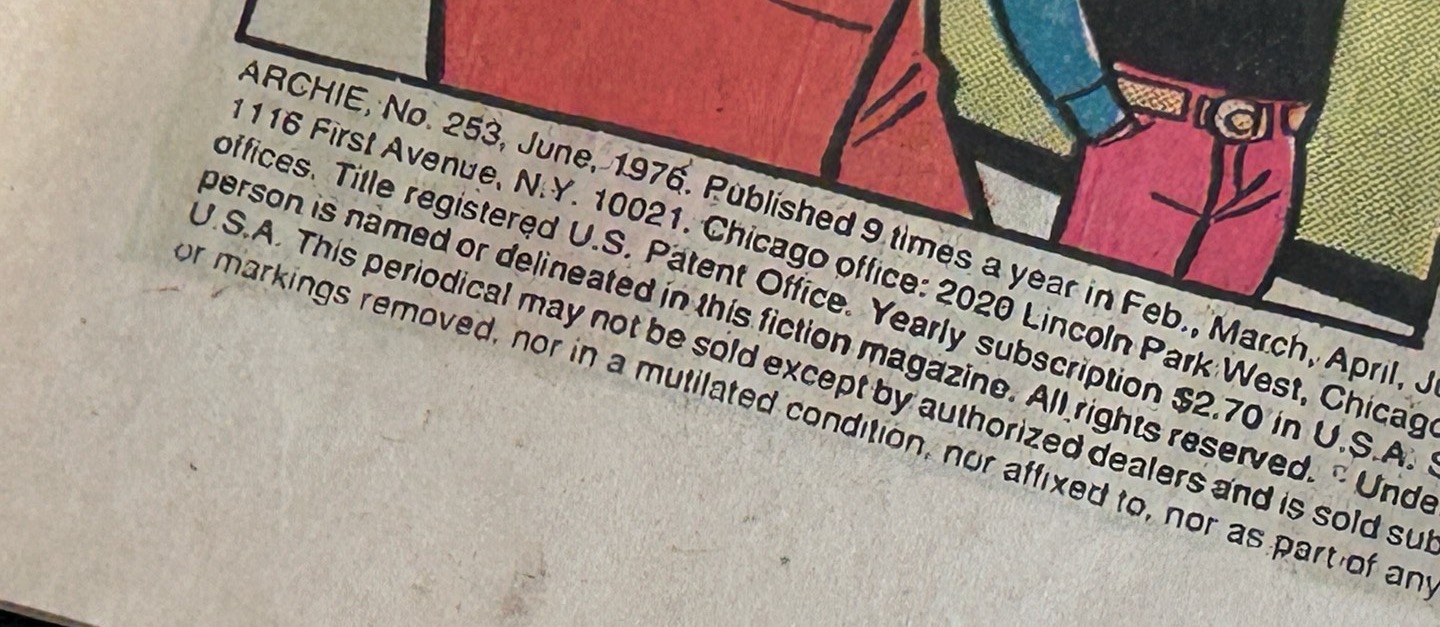 ARCHIE, No. 253, June, 1976. Published 9 times a year in Feb., March, April,
1116 First Avenue, N.Y. 10021. Chicago office: 2020 Lincoln Park West, Chicago
offices. Title registered U.S. Patent Office. Yearly subscription $2.70 in U.S.A.
person is named or delineated in this fiction magazine. All rights reserved.
U.S.A. This periodical may not be sold except by authorized dealers and is sold
or markings removed, nor in a mutilated condition, nor affixed to, nor as part of any